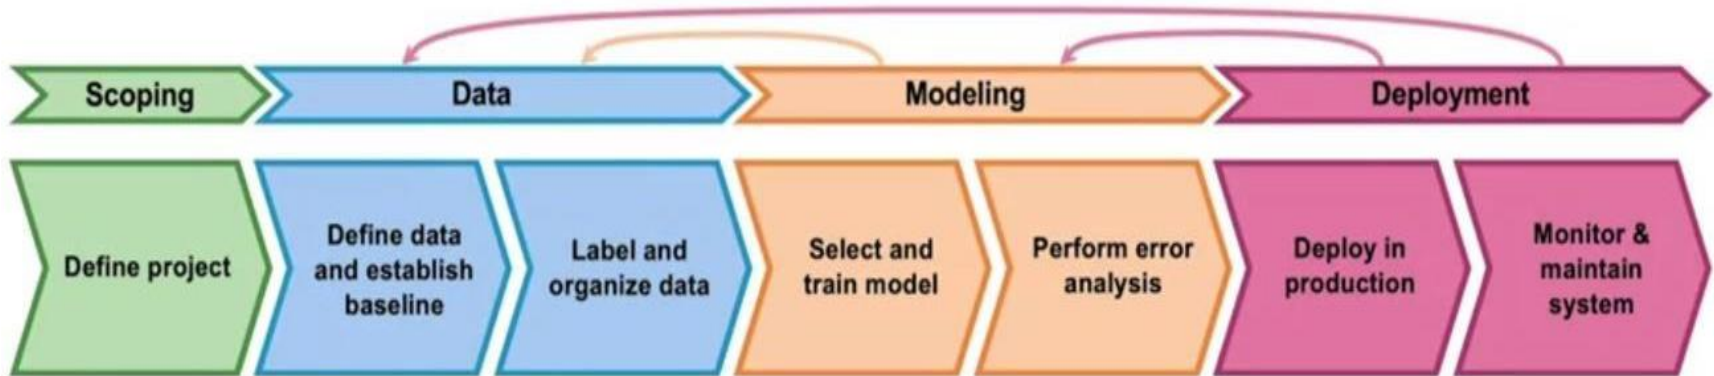 Scoping
Data
Modeling
Deployment
Define project
Define data
and establish
baseline
Label and
organize data
Select and
train model
Perform error
analysis
Deploy in
production
Monitor &
maintain
system